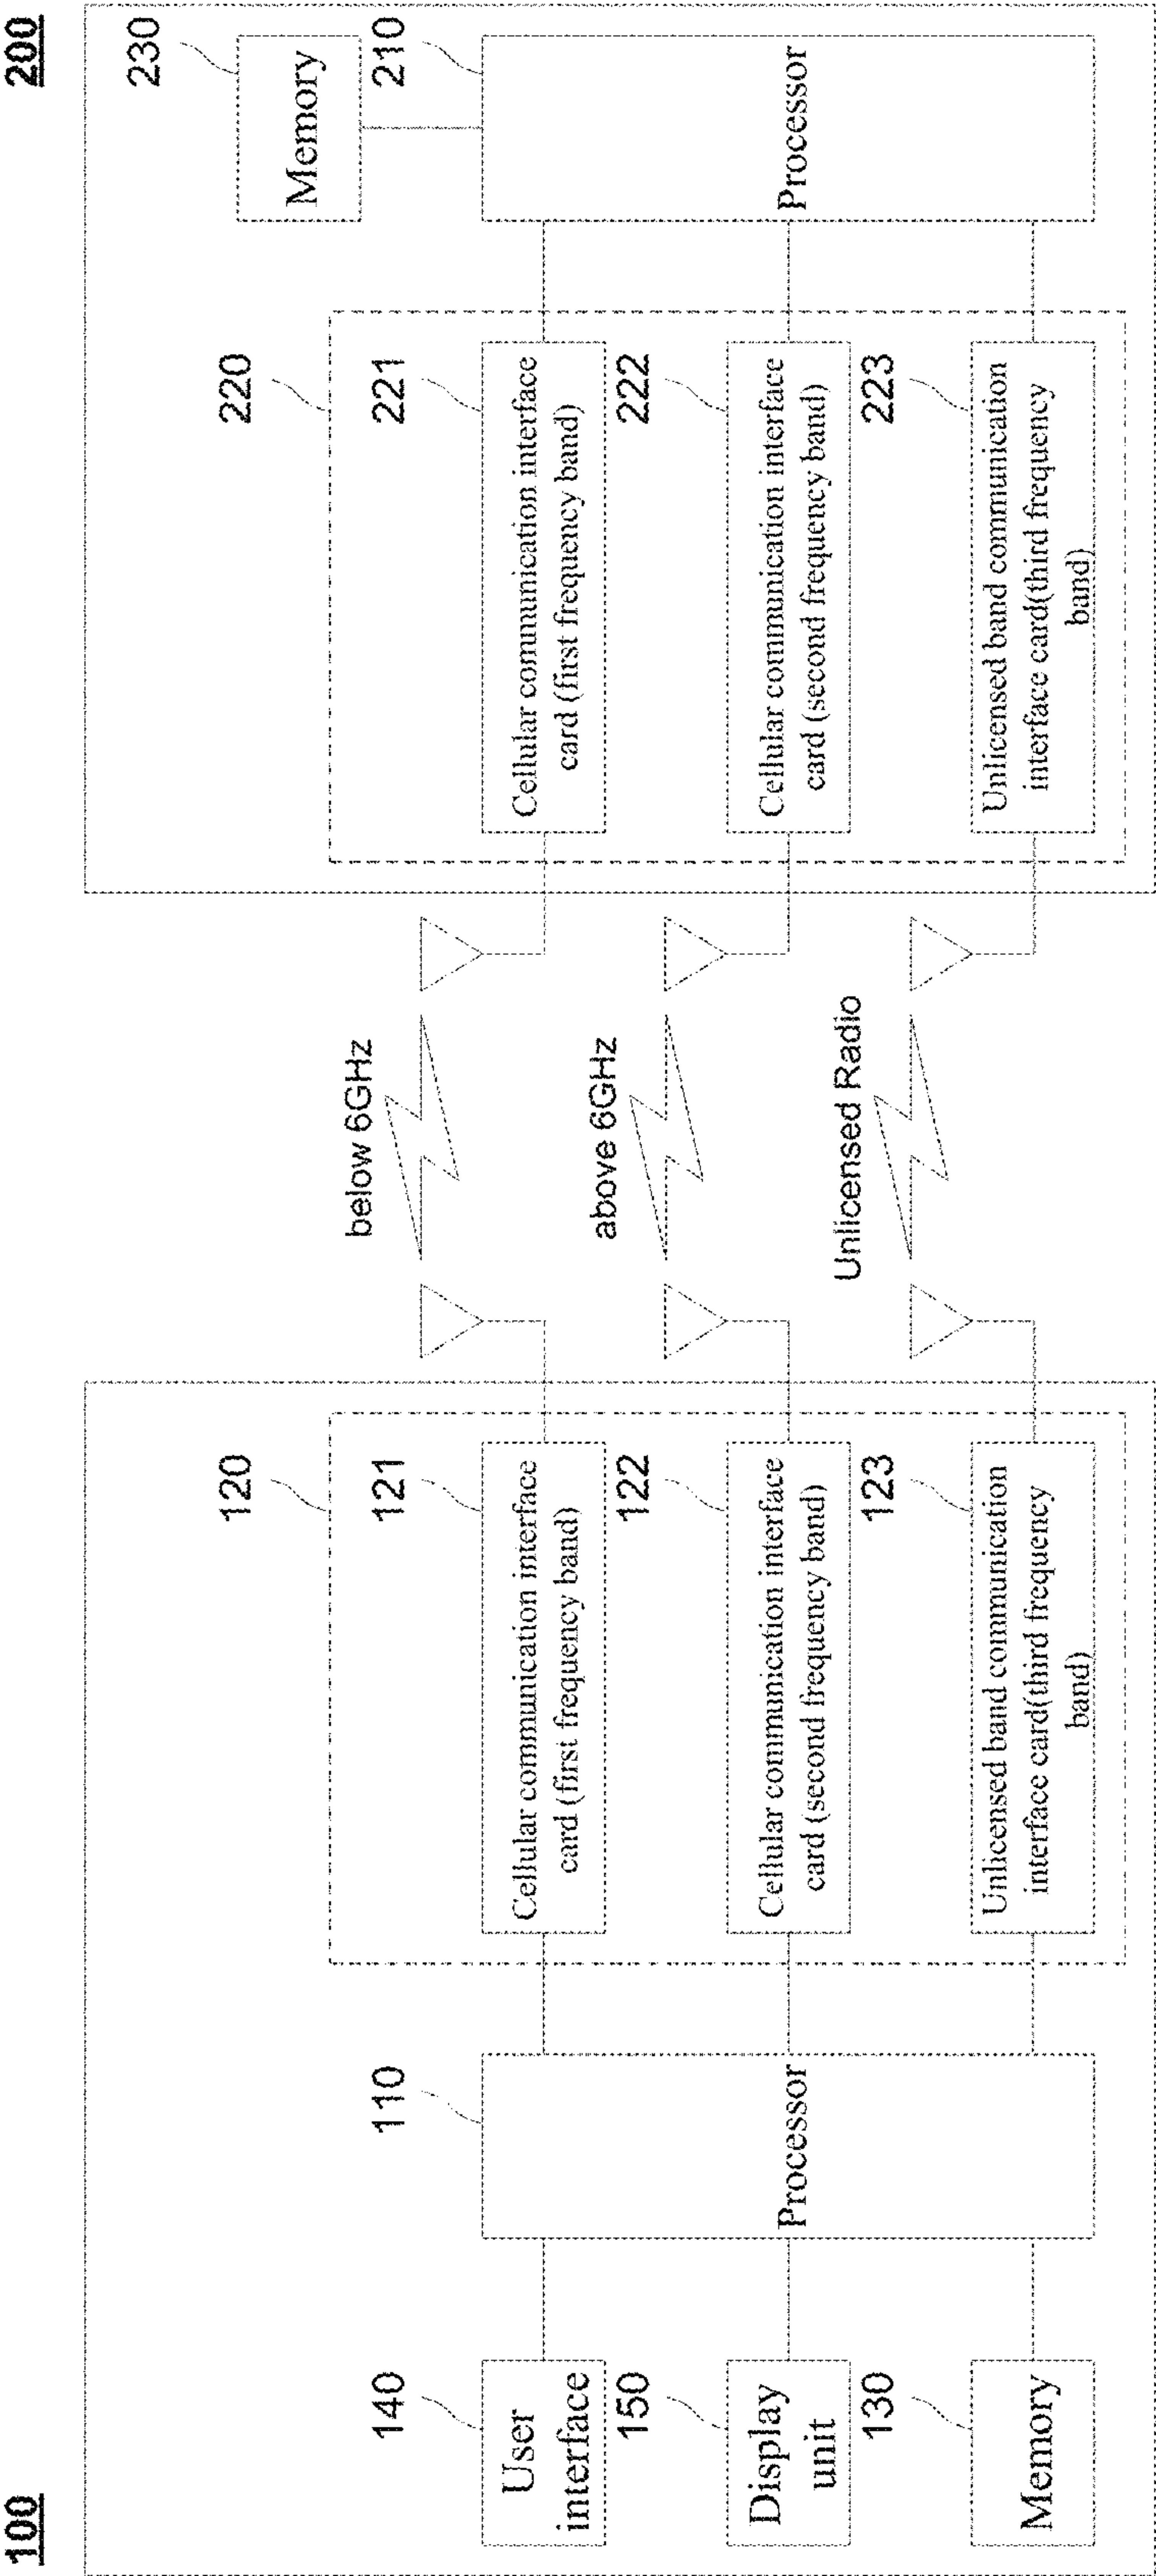 100
200
140
User
interface
150
Display
unit
130
Memory
110
Processor
120
121
Cellular communication interface
card (first frequency band)
122
Cellular communication interface
card (second frequency band)
123
Unlicensed band communication
interface card(third frequency
band)
below 6GHz
above 6GHz
Unlicensed Radio
220
221
Cellular communication interface
card (first frequency band)
222
Cellular communication interface
card (second frequency band)
223
Unlicensed band communication
interface card(third frequency
band)
230
Memory
210
Processor